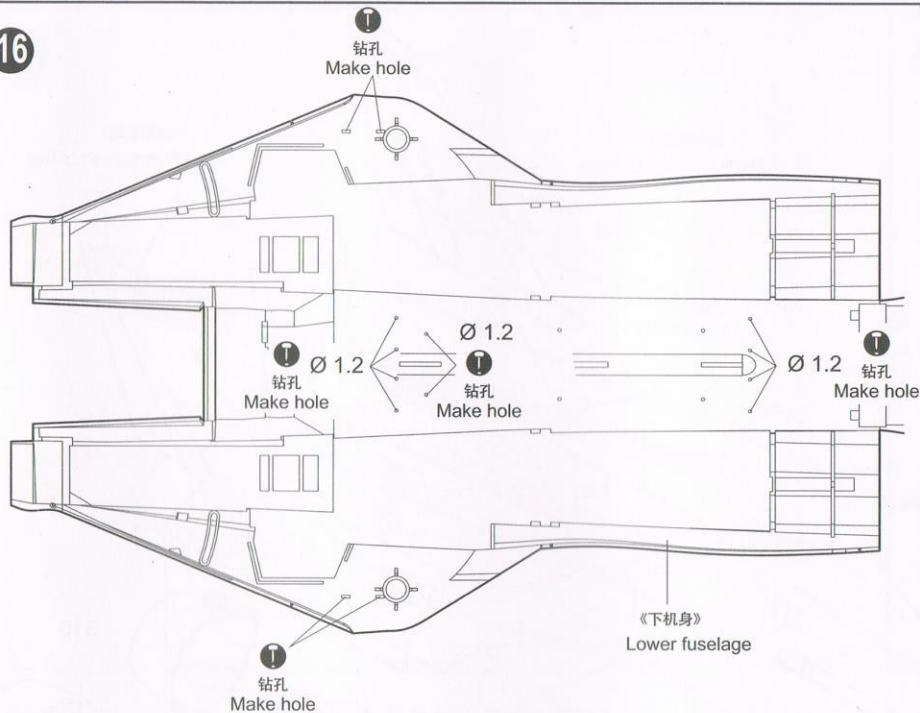 16
钻孔
Make hole
Ø 1.2
钻孔
Make hole
Ø 1.2
钻孔
Make hole
Ø 1.2
钻孔
Make hole
《下机身》
Lower fuselage
钻孔
Make hole